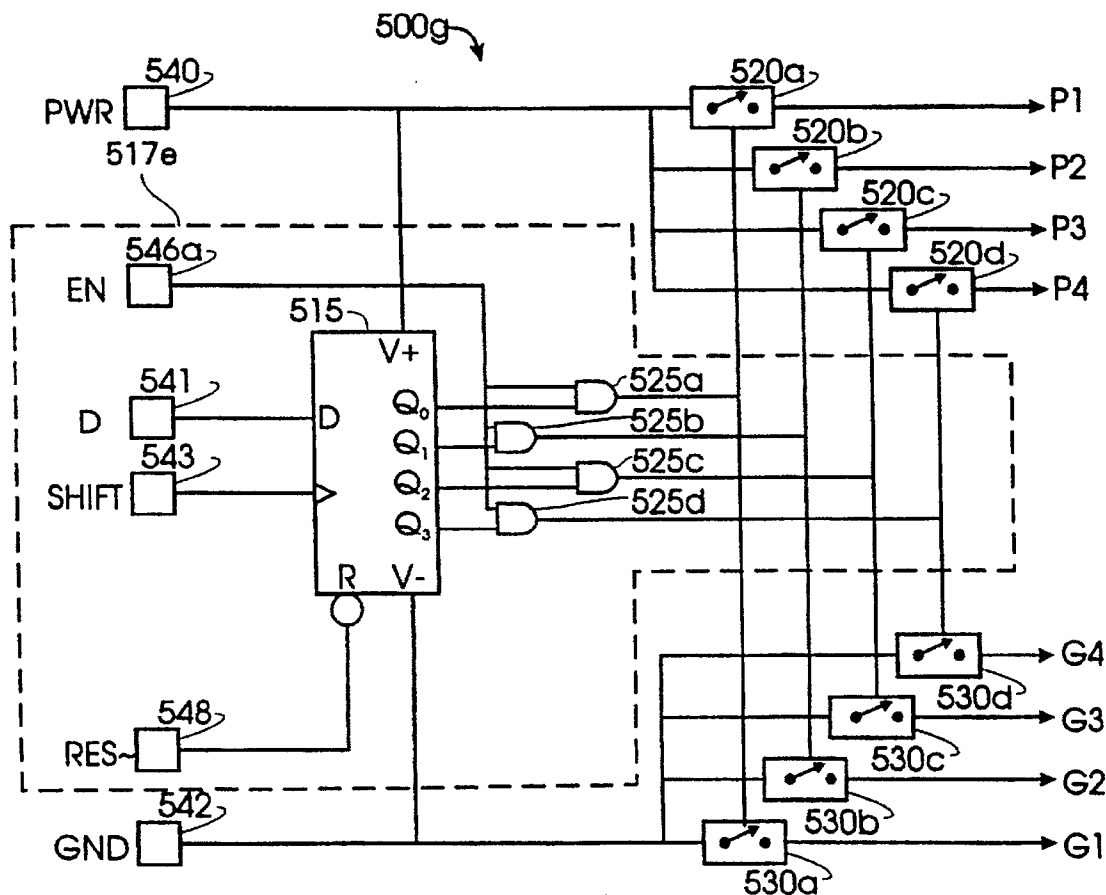 500g
540
520a
PWR
P1
517e
520b
P2
520c
P3
546a
520d
EN
P4
515
V+
541
525a
D
D
Q0
525b
Q1
543
525c
SHIFT
Q2
525d
Q3
R
V-
G4
530d
548
G3
RES~
530c
G2
542
530b
GND
G1
530a